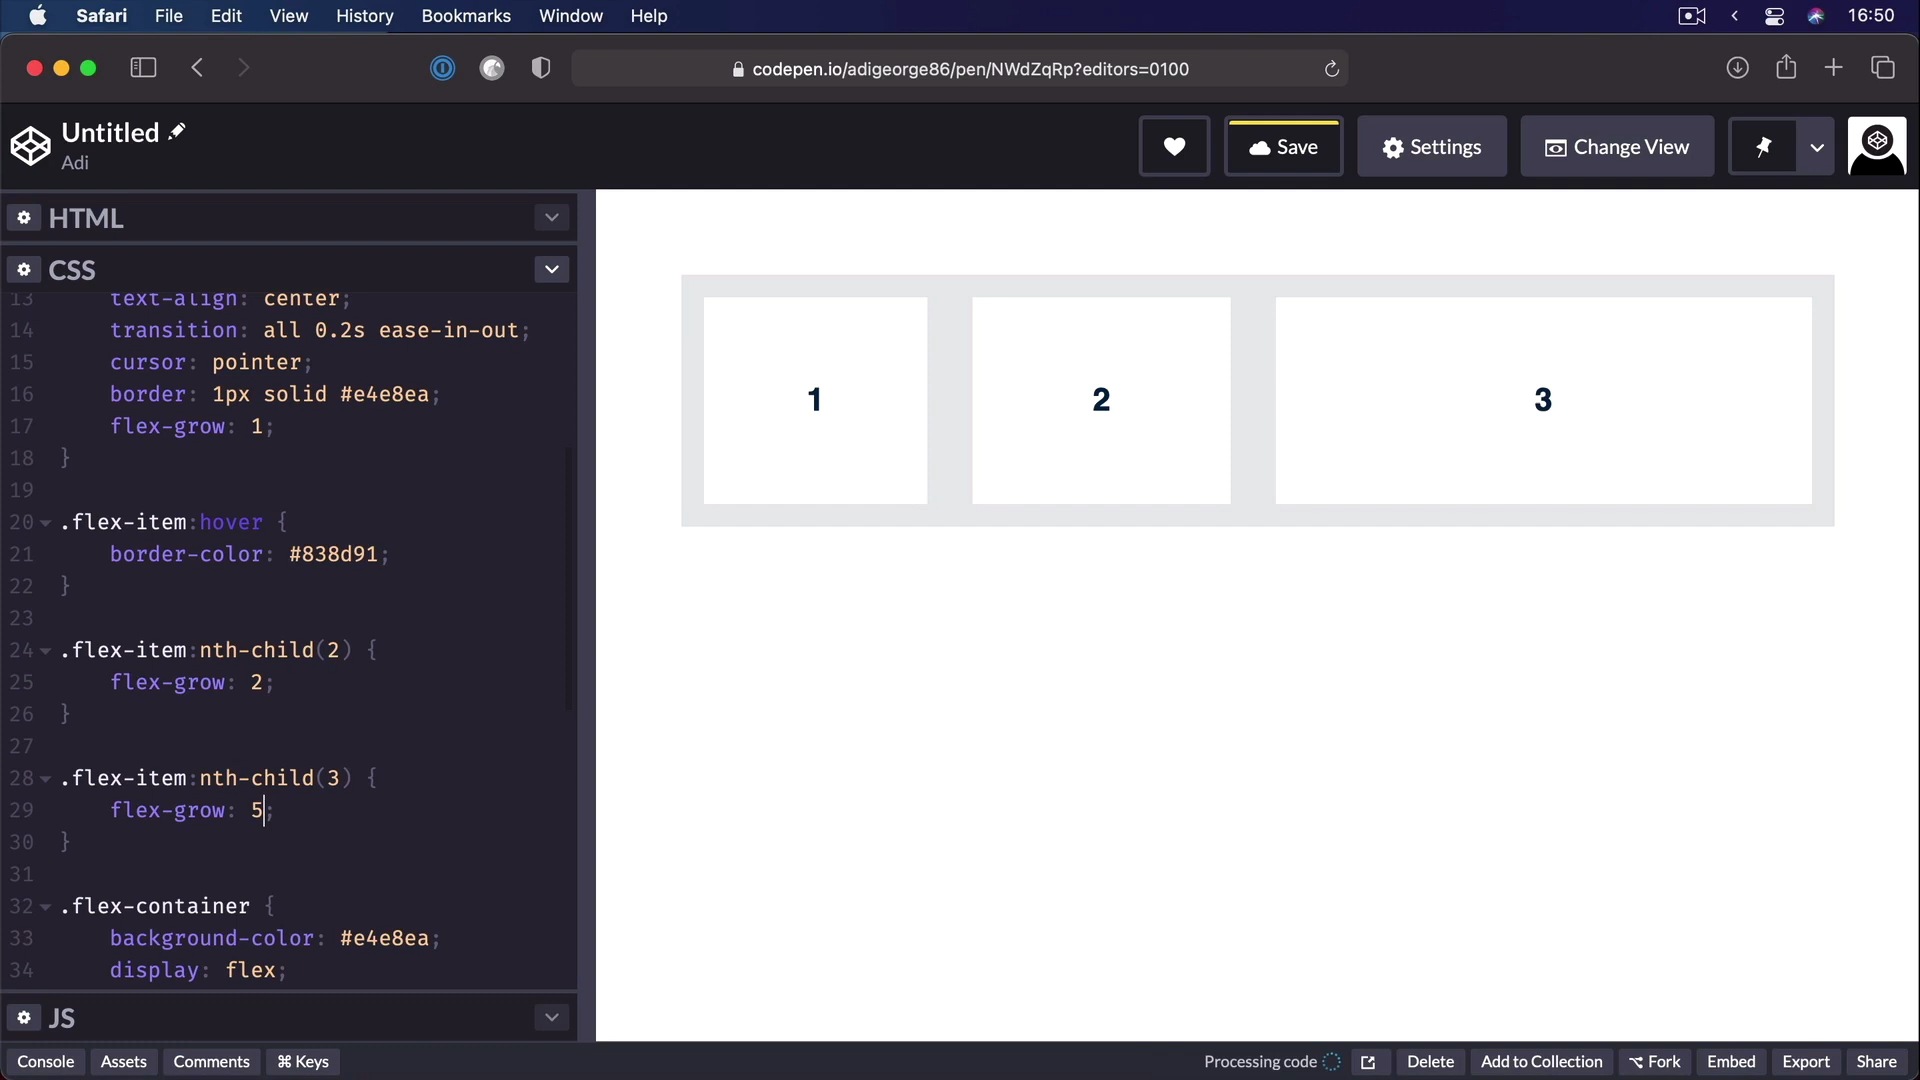 Safari File Edit View History Bookmarks Window Help 16:50
codepen.io/adigeorge86/pen/NWdZqRp?editors=0100
Untitled
Adi
Save Settings Change View
HTML
CSS
13 text-align: center;
14 transition: all 0.2s ease-in-out;
15 cursor: pointer;
16 border: 1px solid #e4e8ea;
17 flex-grow: 1;
18 }
19
20 .flex-item:hover {
21 border-color: #838d91;
22 }
23
24 .flex-item:nth-child(2) {
25 flex-grow: 2;
26 }
27
28 .flex-item:nth-child(3) {
29 flex-grow: 5;
30 }
31
32 .flex-container {
33 background-color: #e4e8ea;
34 display: flex;
JS
1 2 3
Console Assets Comments ⌘ Keys Processing code Delete Add to Collection ⌥ Fork Embed Export Share